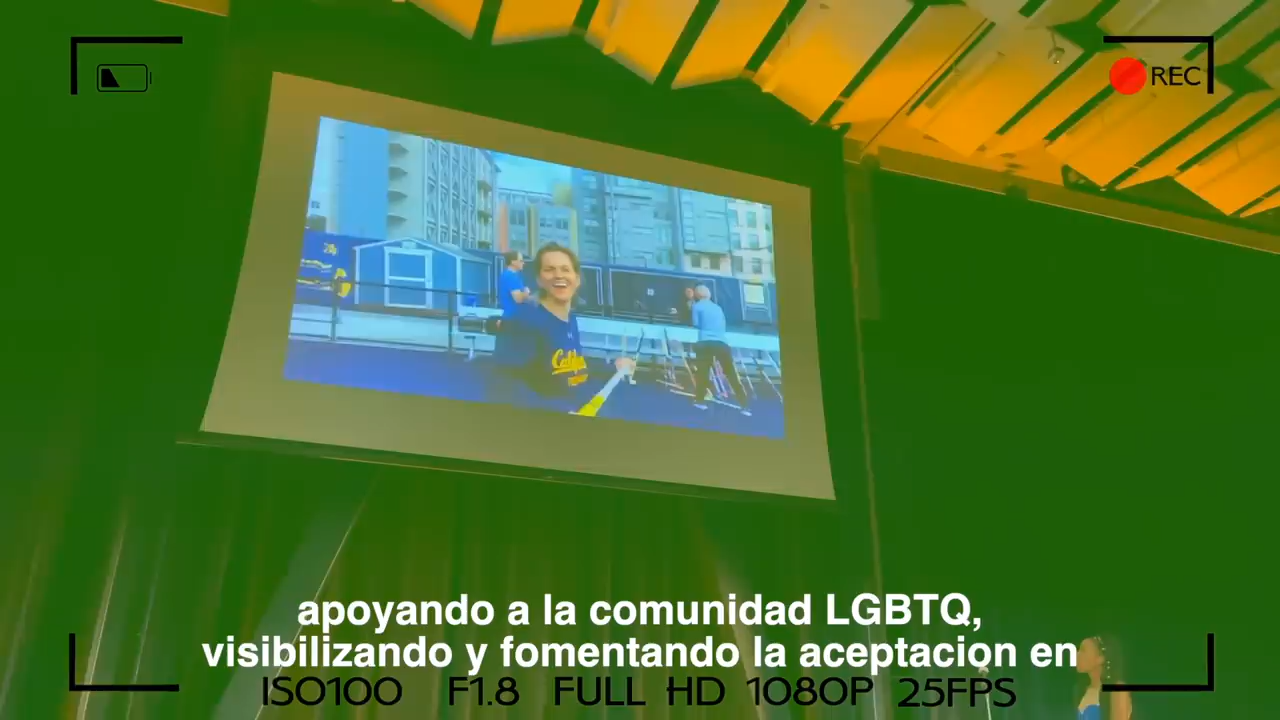 REC
apoyando a la comunidad LGBTQ,
visibilizando y fomentando la aceptacion en
ISO100 F1.8 FULL HD 1080P 25FPS